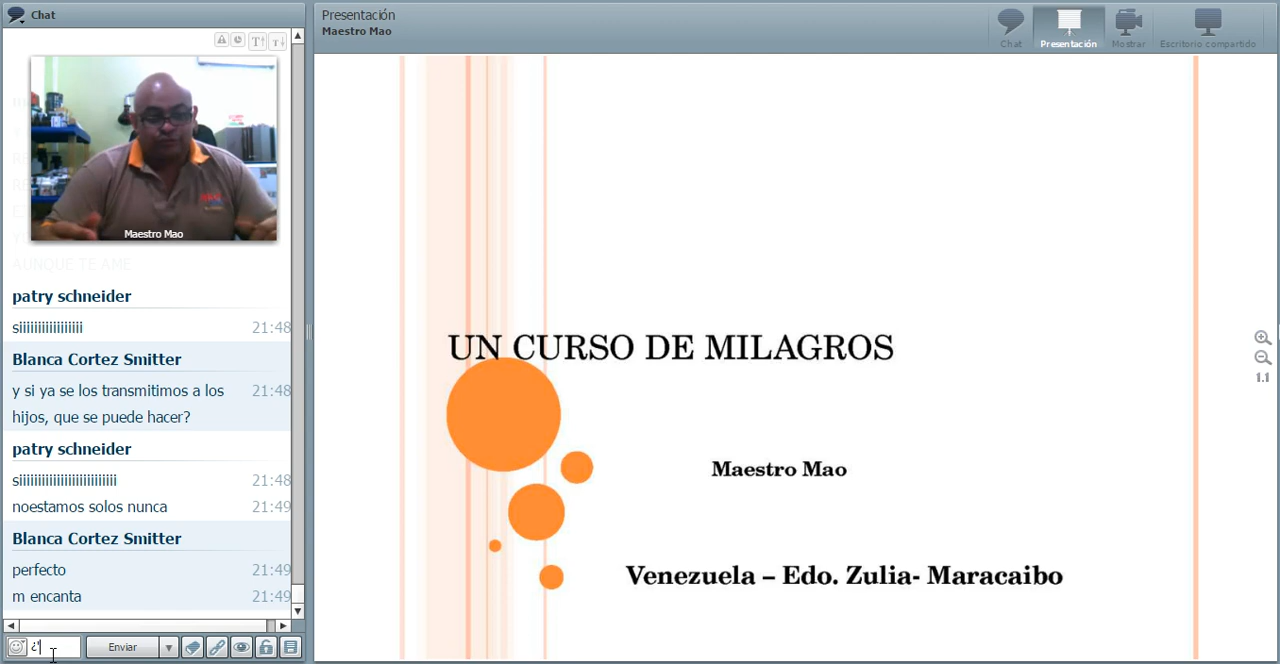 Chat
Presentación
Maestro Mao
Chat
Presentación
Mostrar
Escritorio compartido
Maestro Mao
AUNQUE TE AME
patry schneider
siiiiiiiiiiiiiiiii 21:48
Blanca Cortez Smitter
y si ya se los transmitimos a los 21:48
hijos, que se puede hacer?
patry schneider
siiiiiiiiiiiiiiiiiiiiiiiiii 21:48
noestamos solos nunca 21:49
Blanca Cortez Smitter
perfecto 21:49
m encanta 21:49
Enviar
UN CURSO DE MILAGROS
Maestro Mao
Venezuela – Edo. Zulia- Maracaibo
1.1